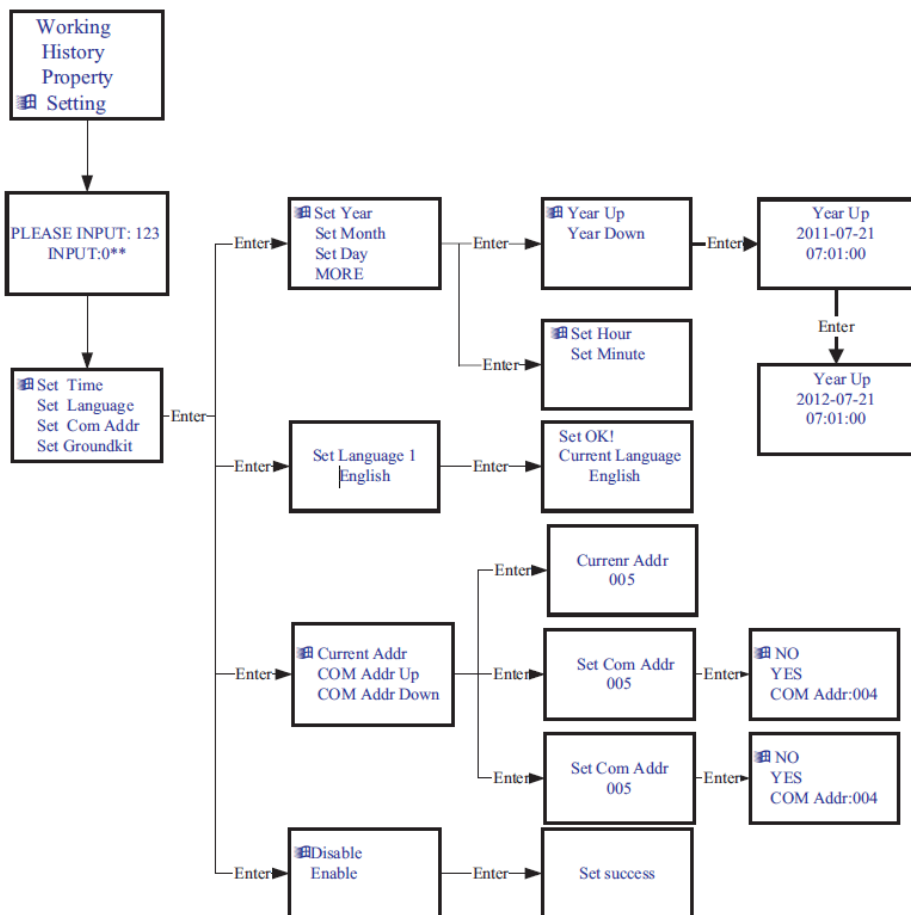 Working
History
Property
Setting
PLEASE INPUT: 123
INPUT:0**
Set Time
Set Language
Set Com Addr
Set Groundkit
Enter
Enter
Set Year
Set Month
Set Day
MORE
Enter
Year Up
Year Down
Enter
Year Up
2011-07-21
07:01:00
Enter
Year Up
2012-07-21
07:01:00
Enter
Set Hour
Set Minute
Enter
Set Language 1
English
Enter
Set OK!
Current Language
English
Enter
Current Addr
COM Addr Up
COM Addr Down
Enter
Currenr Addr
005
Enter
Set Com Addr
005
Enter
NO
YES
COM Addr:004
Enter
Set Com Addr
005
Enter
NO
YES
COM Addr:004
Enter
Disable
Enable
Enter
Set success